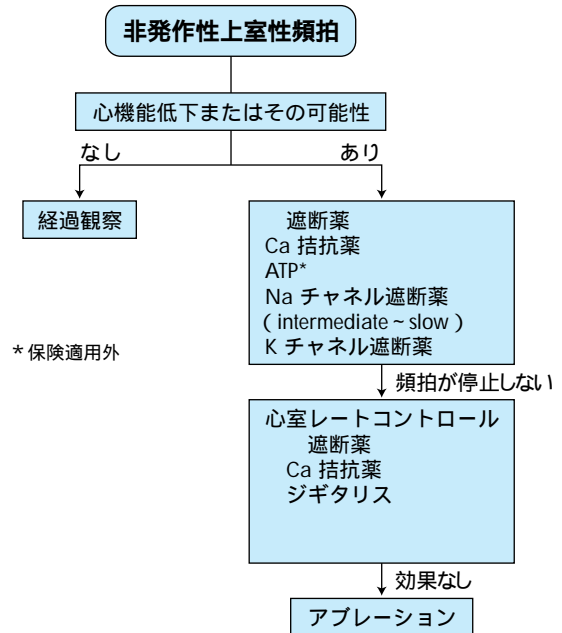 非発作性上室性頻拍
心機能低下またはその可能性
なし
あり
経過観察
遮断薬
Ca 拮抗薬
ATP*
Na チャネル遮断薬
( intermediate ~ slow )
K チャネル遮断薬
* 保険適用外
頻拍が停止しない
心室レートコントロール
遮断薬
Ca 拮抗薬
ジギタリス
効果なし
アブレーション